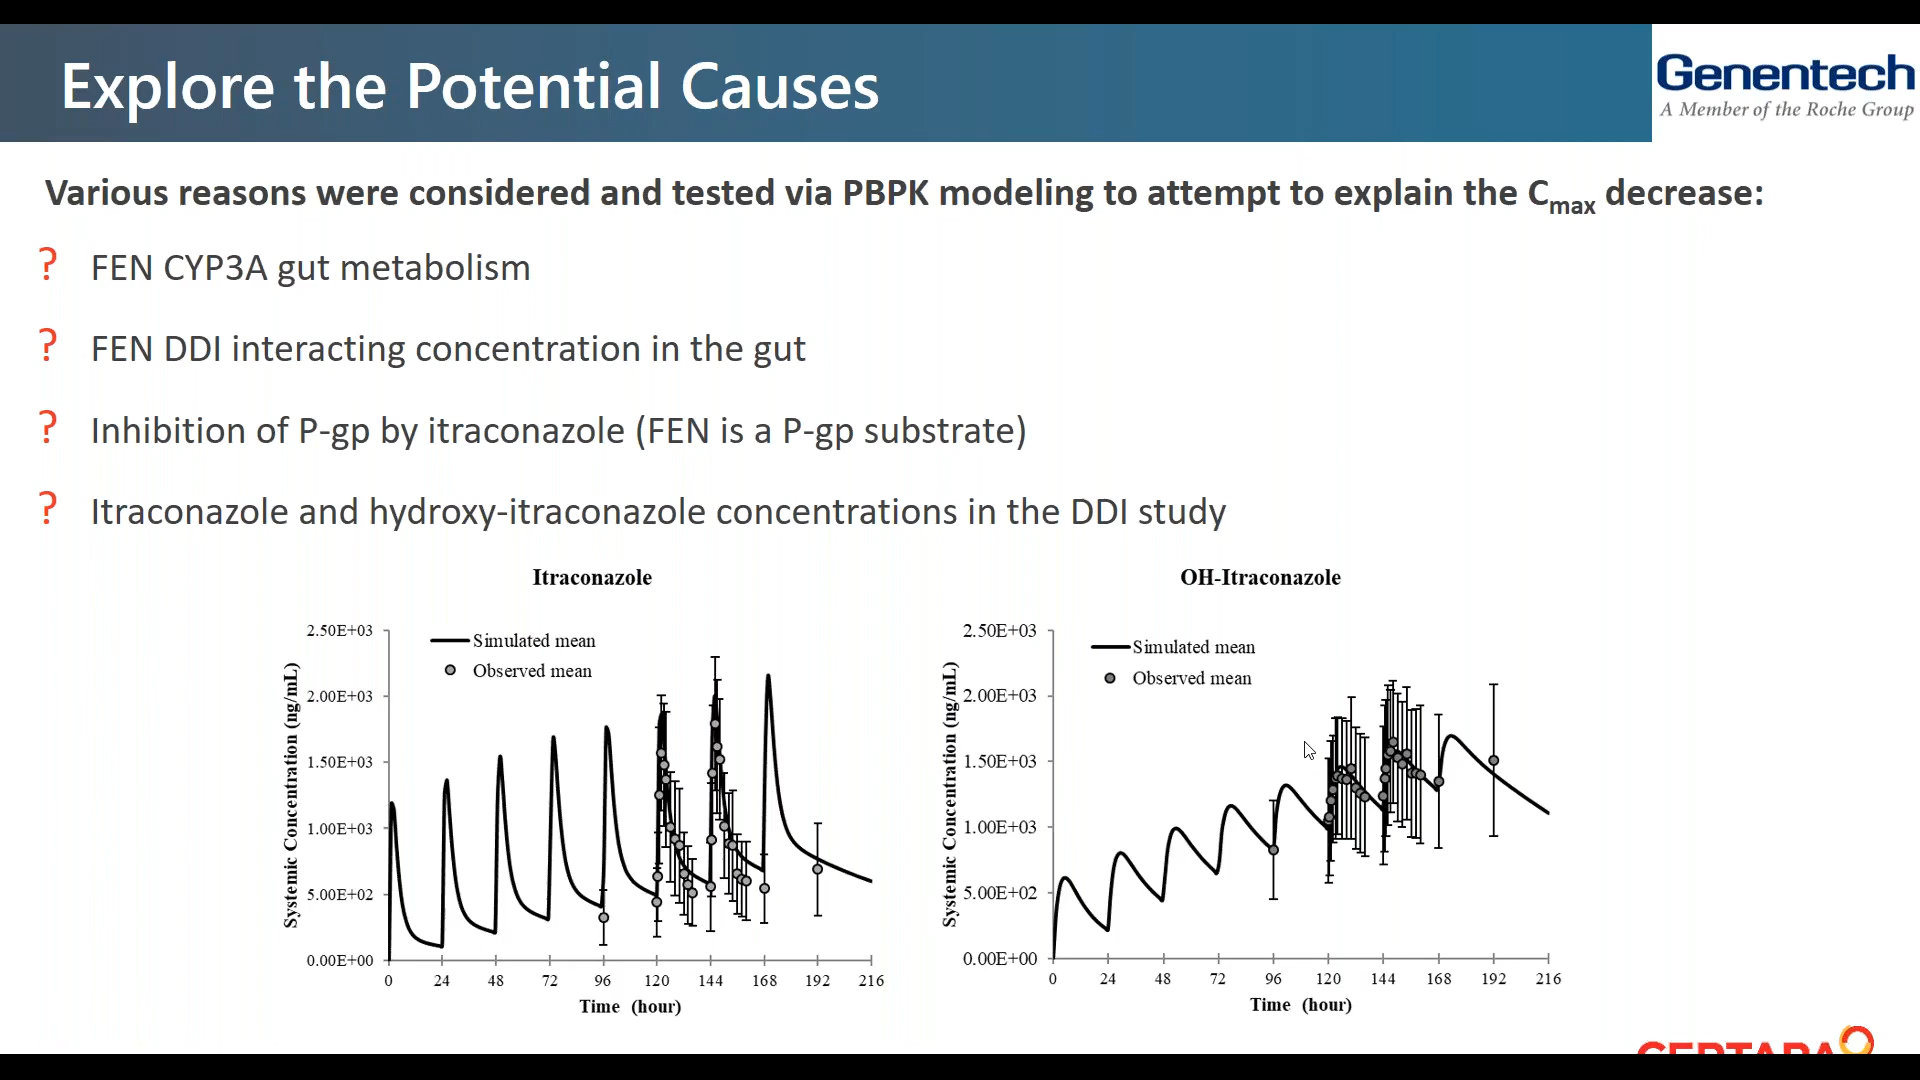 Explore the Potential Causes
Genentech
A Member of the Roche Group
Various reasons were considered and tested via PBPK modeling to attempt to explain the Cmax decrease:
? FEN CYP3A gut metabolism
? FEN DDI interacting concentration in the gut
? Inhibition of P-gp by itraconazole (FEN is a P-gp substrate)
? Itraconazole and hydroxy-itraconazole concentrations in the DDI study
Itraconazole
Simulated mean
Observed mean
Systemic Concentration (ng/mL)
2.50E+03
2.00E+03
1.50E+03
1.00E+03
5.00E+02
0.00E+00
0 24 48 72 96 120 144 168 192 216
Time (hour)
OH-Itraconazole
Simulated mean
Observed mean
Systemic Concentration (ng/mL)
2.50E+03
2.00E+03
1.50E+03
1.00E+03
5.00E+02
0.00E+00
0 24 48 72 96 120 144 168 192 216
Time (hour)
CERTARA